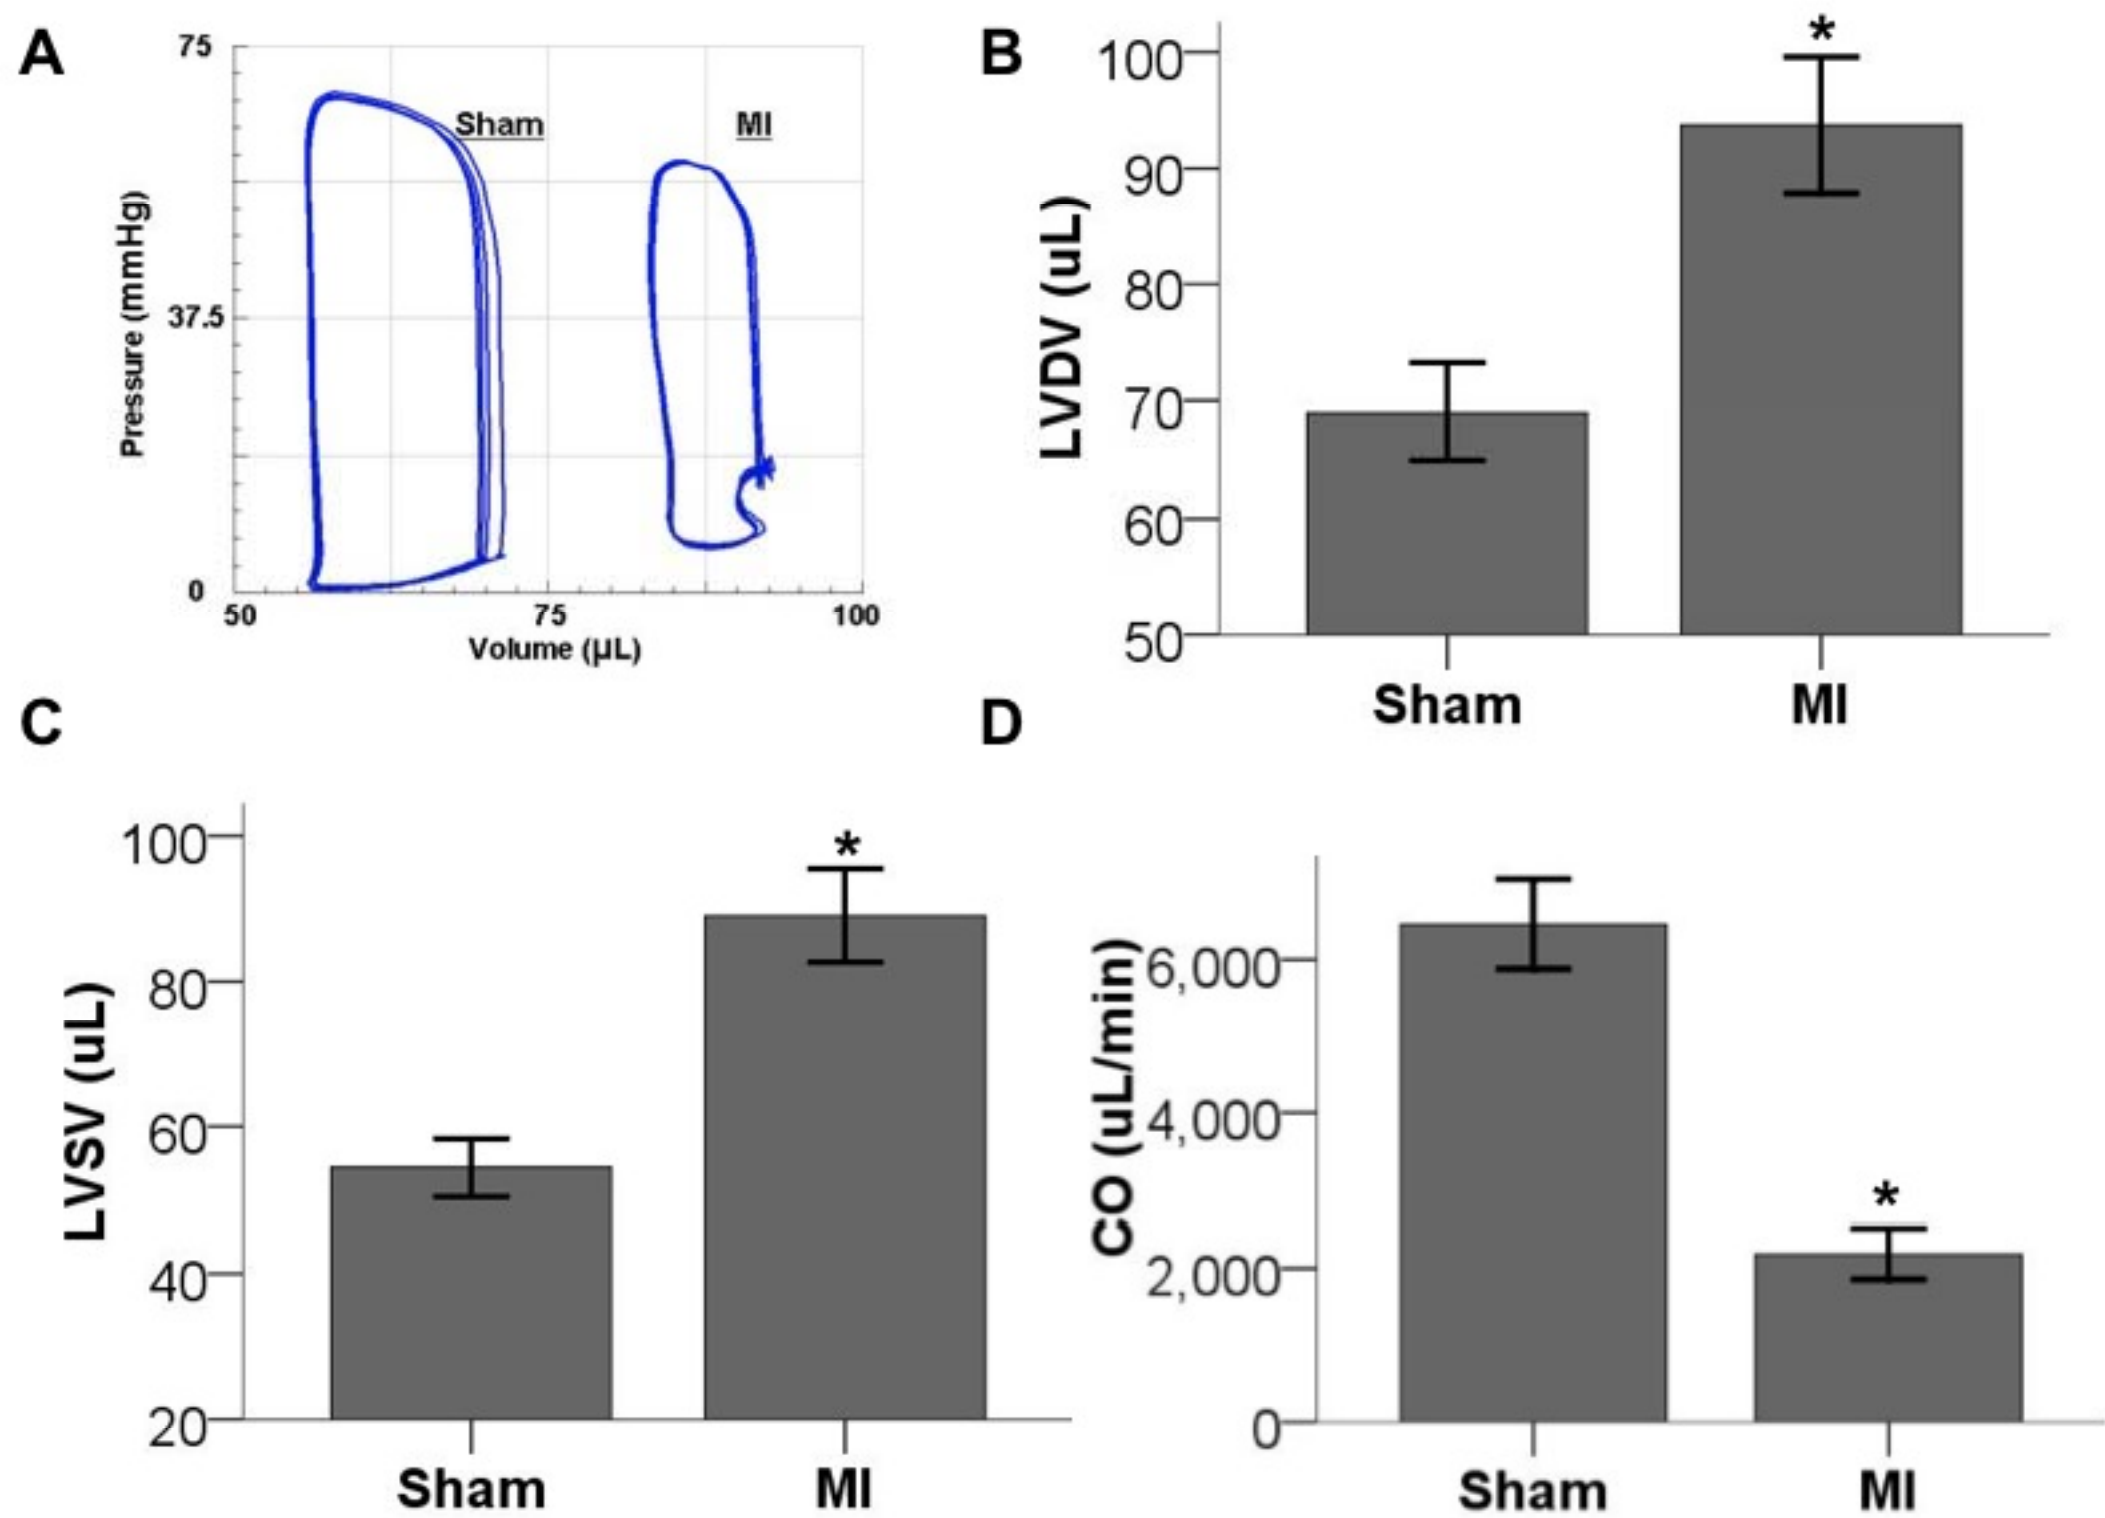 A
75
37.5
0
50
75
100
Pressure (mmHg)
Volume (μL)
Sham
MI
B
*
100
90
80
70
60
50
LVDV (uL)
Sham
MI
C
*
100
80
60
40
20
LVSV (uL)
Sham
MI
D
*
6,000
4,000
2,000
0
CO (uL/min)
Sham
MI